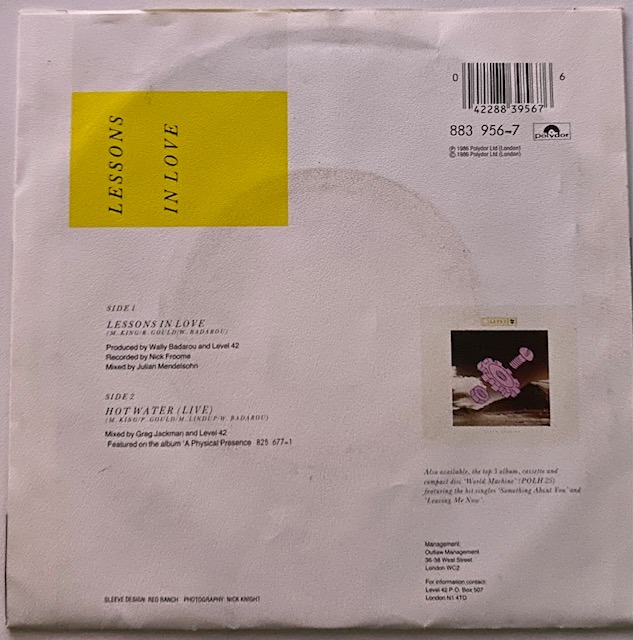 LESSONS
IN LOVE
0 42288 39567 6
883 956-7
polydor
℗ 1986 Polydor Ltd (London)
© 1986 Polydor Ltd (London)
SIDE 1
LESSONS IN LOVE
(M. KING/R. GOULD/W. BADAROU)
Produced by Wally Badarou and Level 42
Recorded by Nick Froome
Mixed by Julian Mendelsohn
SIDE 2
HOT WATER (LIVE)
(M. KING/P. GOULD/M. LINDUP/W. BADAROU)
Mixed by Greg Jackman and Level 42
Featured on the album 'A Physical Presence 825 677-1
Also available, the top 3 album, cassette and
compact disc 'World Machine' (POLH 25)
featuring the hit singles 'Something About You' and
'Leaving Me Now'.
Management:
Outlaw Management
36-38 West Street
London WC2
For information contact:
Level 42 P.O. Box 507
London N1 4TD
SLEEVE DESIGN: RED RANCH PHOTOGRAPHY: NICK KNIGHT